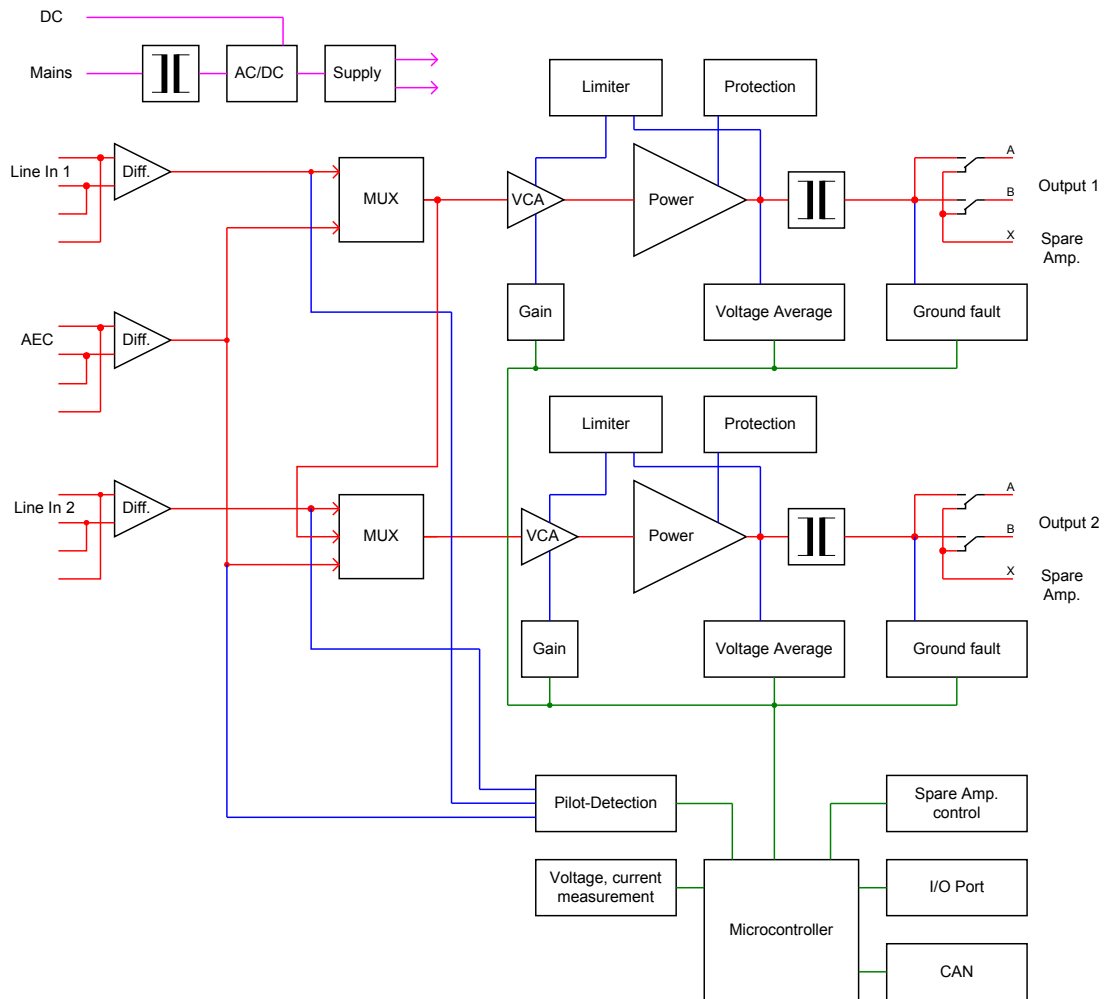 DC
Mains
AC/DC
Supply
Limiter
Protection
Line In 1
Diff.
MUX
VCA
Power
A
B
X
Output 1
Spare
Amp.
Gain
Voltage Average
Ground fault
AEC
Diff.
Limiter
Protection
Line In 2
Diff.
MUX
VCA
Power
A
B
X
Output 2
Spare
Amp.
Gain
Voltage Average
Ground fault
Pilot-Detection
Spare Amp.
control
Voltage, current
measurement
I/O Port
Microcontroller
CAN